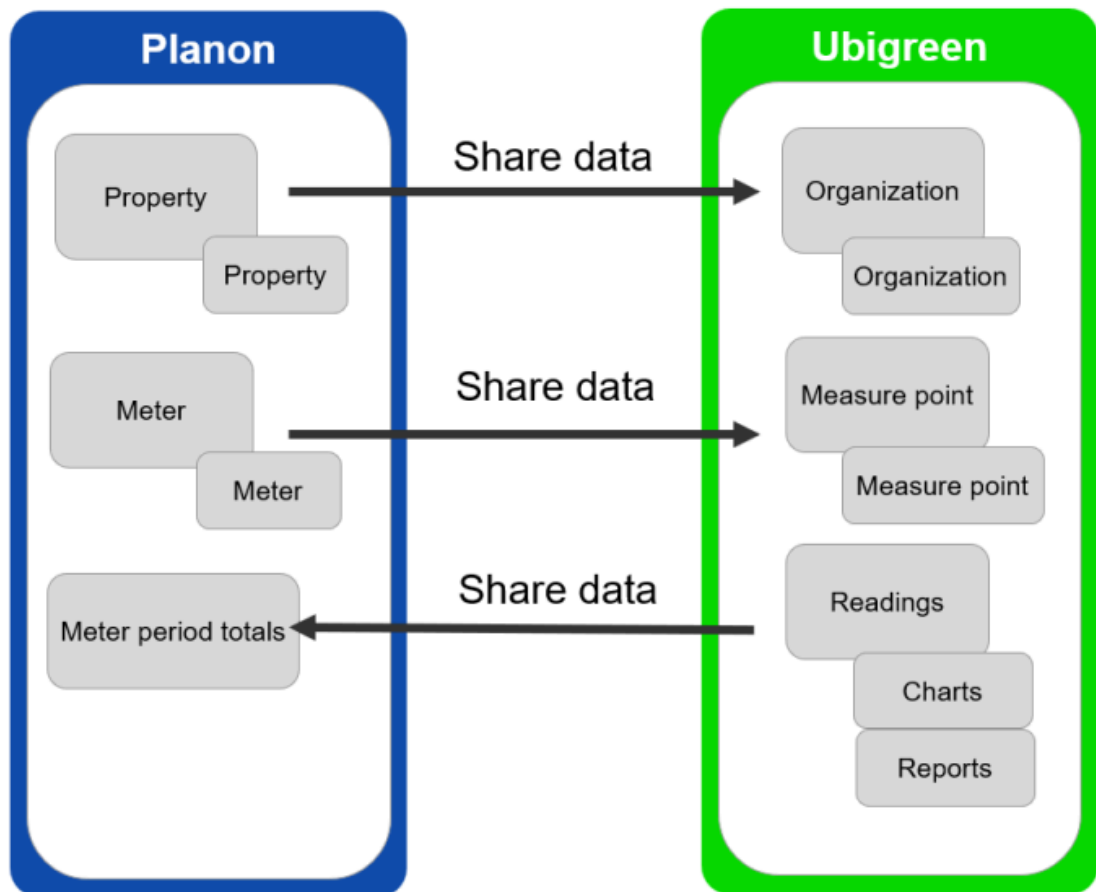 Planon
Ubigreen
Share data
Property
Property
Organization
Organization
Share data
Meter
Meter
Measure point
Measure point
Share data
Meter period totals
Readings
Charts
Reports